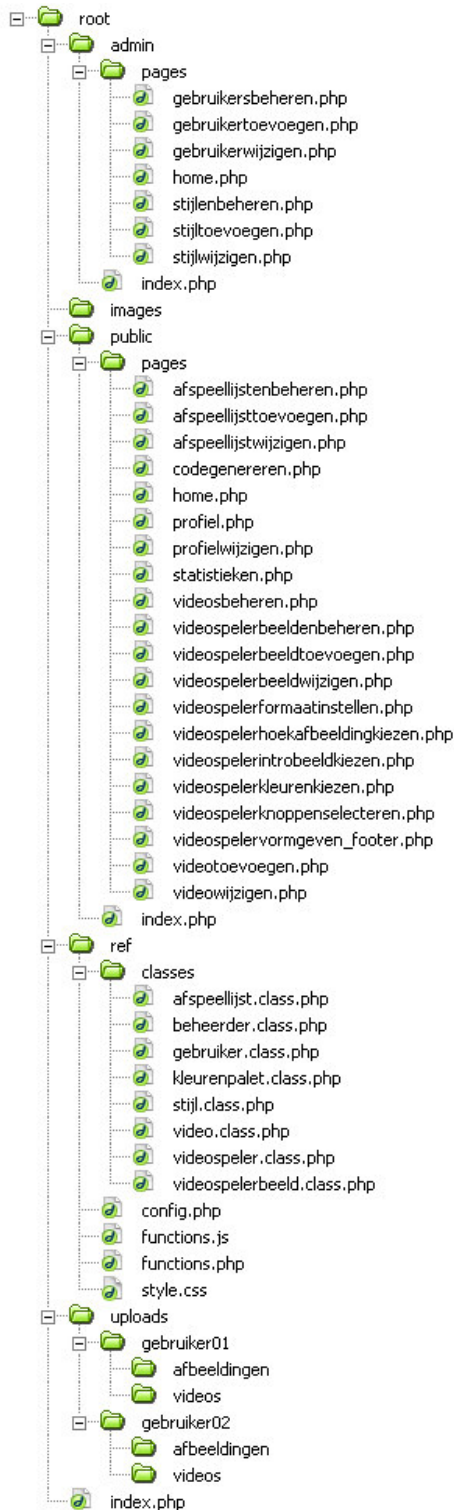 root
admin
pages
gebruikersbeheren.php
gebruikertoevoegen.php
gebruikerwijzigen.php
home.php
stijlenbeheren.php
stijltoevoegen.php
stijlwijzigen.php
index.php
images
public
pages
afspeellijstenbeheren.php
afspeellijsttoevoegen.php
afspeellijstwijzigen.php
codegenereren.php
home.php
profiel.php
profielwijzigen.php
statistieken.php
videosbeheren.php
videospelerbeeldenbeheren.php
videospelerbeeldtoevoegen.php
videospelerbeeldwijzigen.php
videospelerformaatinstellen.php
videospelerhoekafbeeldingkiezen.php
videospelerintrobeeldkiezen.php
videospelerkleurenkiezen.php
videospelerknoppenselecteren.php
videospelervormgeven_footer.php
videotoevoegen.php
videowijzigen.php
index.php
ref
classes
afspeellijst.class.php
beheerder.class.php
gebruiker.class.php
kleurenpalet.class.php
stijl.class.php
video.class.php
videospeler.class.php
videospelerbeeld.class.php
config.php
functions.js
functions.php
style.css
uploads
gebruiker01
afbeeldingen
videos
gebruiker02
afbeeldingen
videos
index.php